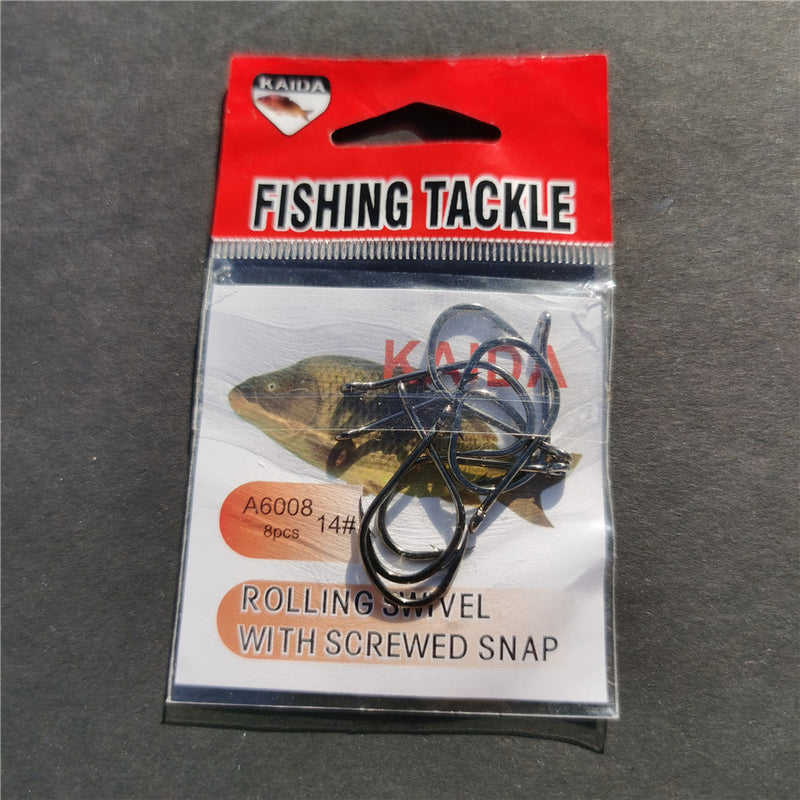 KAIDA
FISHING TACKLE
KAIDA
A6008
8pcs
14#
ROLLING SWIVEL
WITH SCREWED SNAP